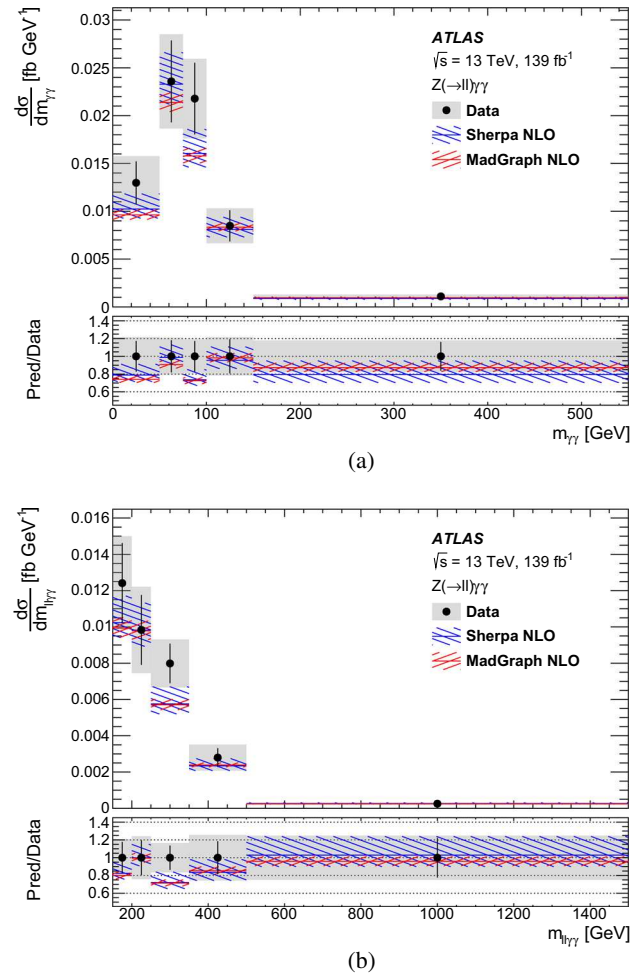 dσ/dmγγ [fb GeV⁻¹]
0.03
0.025
0.02
0.015
0.01
0.005
0
ATLAS
√s = 13 TeV, 139 fb⁻¹
Z(→ll)γγ
Data
Sherpa NLO
MadGraph NLO
Pred/Data
1.4
1.2
1
0.8
0.6
0 100 200 300 400 500
mγγ [GeV]
(a)
dσ/dmllγγ [fb GeV⁻¹]
0.016
0.014
0.012
0.01
0.008
0.006
0.004
0.002
0
ATLAS
√s = 13 TeV, 139 fb⁻¹
Z(→ll)γγ
Data
Sherpa NLO
MadGraph NLO
Pred/Data
1.4
1.2
1
0.8
0.6
200 400 600 800 1000 1200 1400
mllγγ [GeV]
(b)